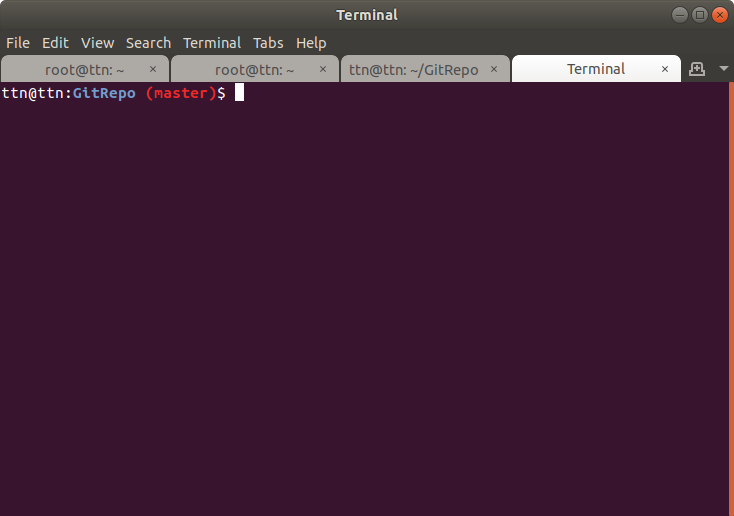 Terminal
File Edit View Search Terminal Tabs Help
root@ttn: ~ × root@ttn: ~ × ttn@ttn: ~/GitRepo × Terminal ×
ttn@ttn:GitRepo (master)$